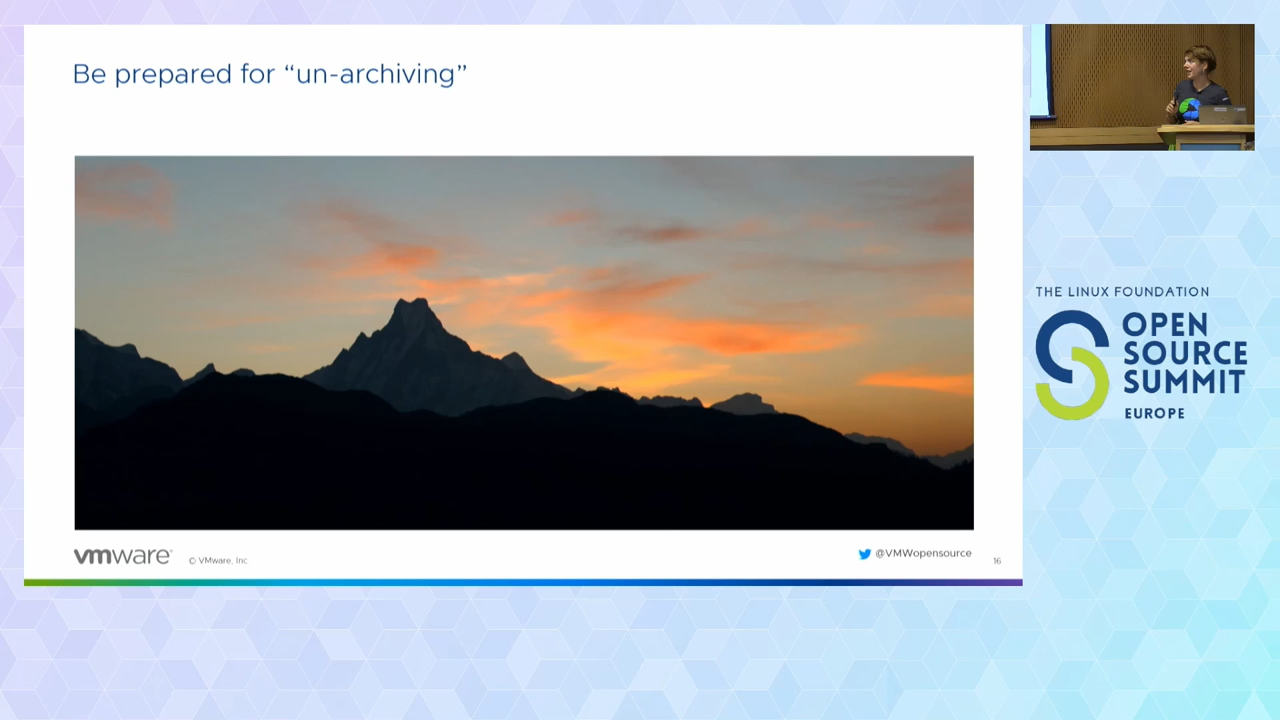 Be prepared for “un-archiving”
vmware®
© VMware, Inc
@VMWopensource
16
THE LINUX FOUNDATION
OPEN
SOURCE
SUMMIT
EUROPE